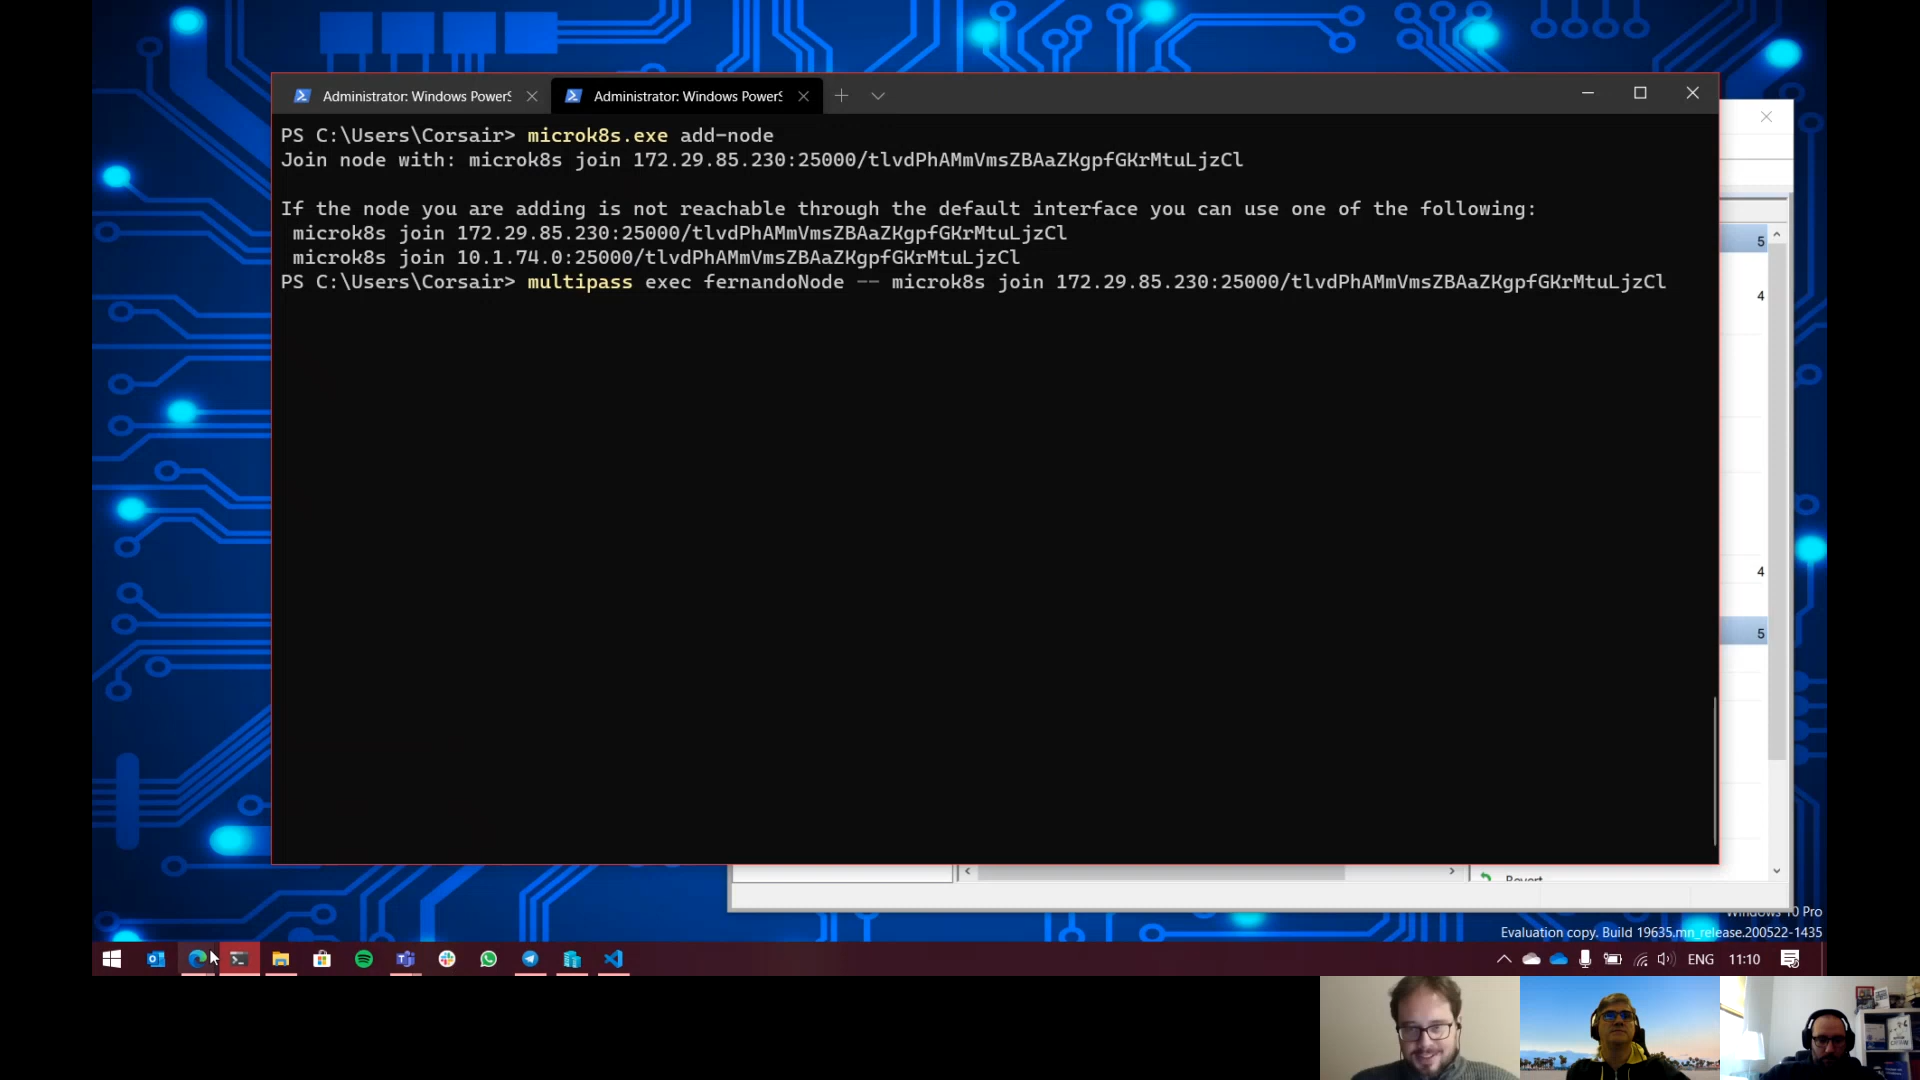 Administrator: Windows PowerS
Administrator: Windows PowerS
PS C:\Users\Corsair> microk8s.exe add-node
Join node with: microk8s join 172.29.85.230:25000/tlvdPhAMmVmsZBAaZKgpfGKrMtuLjzCl
If the node you are adding is not reachable through the default interface you can use one of the following:
microk8s join 172.29.85.230:25000/tlvdPhAMmVmsZBAaZKgpfGKrMtuLjzCl
microk8s join 10.1.74.0:25000/tlvdPhAMmVmsZBAaZKgpfGKrMtuLjzCl
PS C:\Users\Corsair> multipass exec fernandoNode -- microk8s join 172.29.85.230:25000/tlvdPhAMmVmsZBAaZKgpfGKrMtuLjzCl
5
4
4
5
Revert
Windows 10 Pro
Evaluation copy. Build 19635.mn_release.200522-1435
ENG
11:10